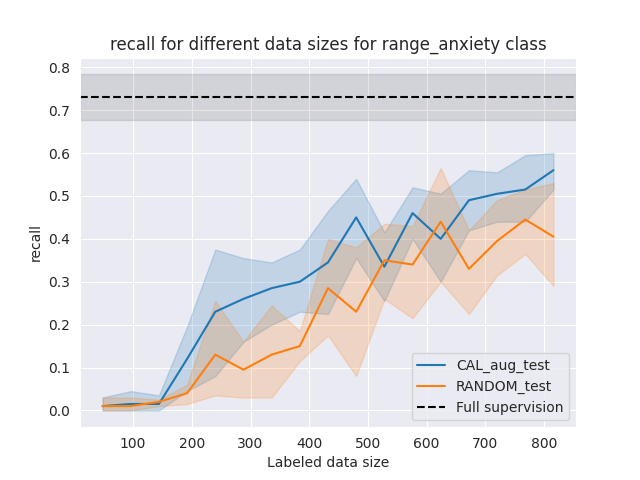 recall for different data sizes for range_anxiety class
0.8
0.7
0.6
0.5
0.4
0.3
0.2
0.1
0.0
recall
CAL_aug_test
RANDOM_test
Full supervision
100 200 300 400 500 600 700 800
Labeled data size